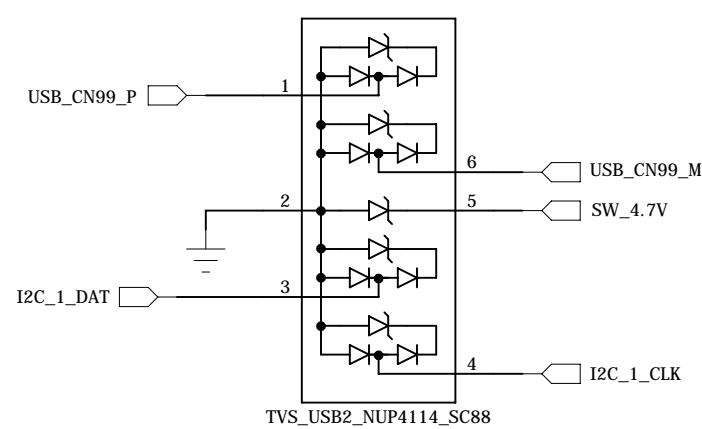 1
USB_CN99_P
6
USB_CN99_M
2
5
SW_4.7V
3
I2C_1_DAT
4
I2C_1_CLK
TVS_USB2_NUP4114_SC88